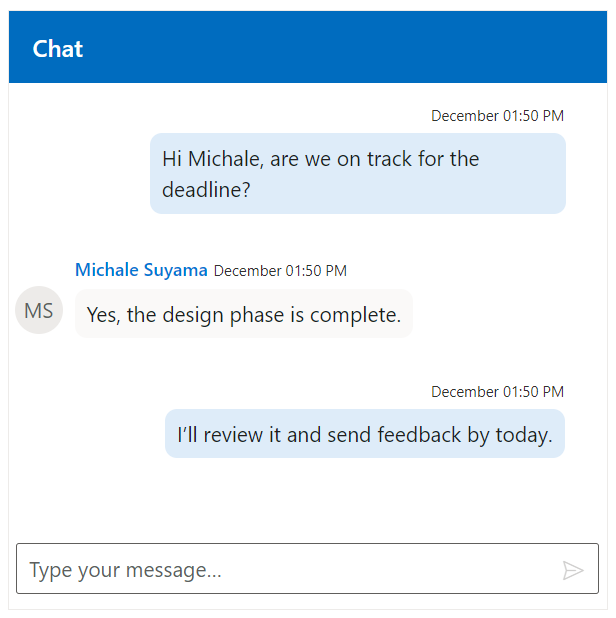 Chat
December 01:50 PM
Hi Michale, are we on track for the
deadline?
Michale Suyama December 01:50 PM
MS
Yes, the design phase is complete.
December 01:50 PM
I’ll review it and send feedback by today.
Type your message...